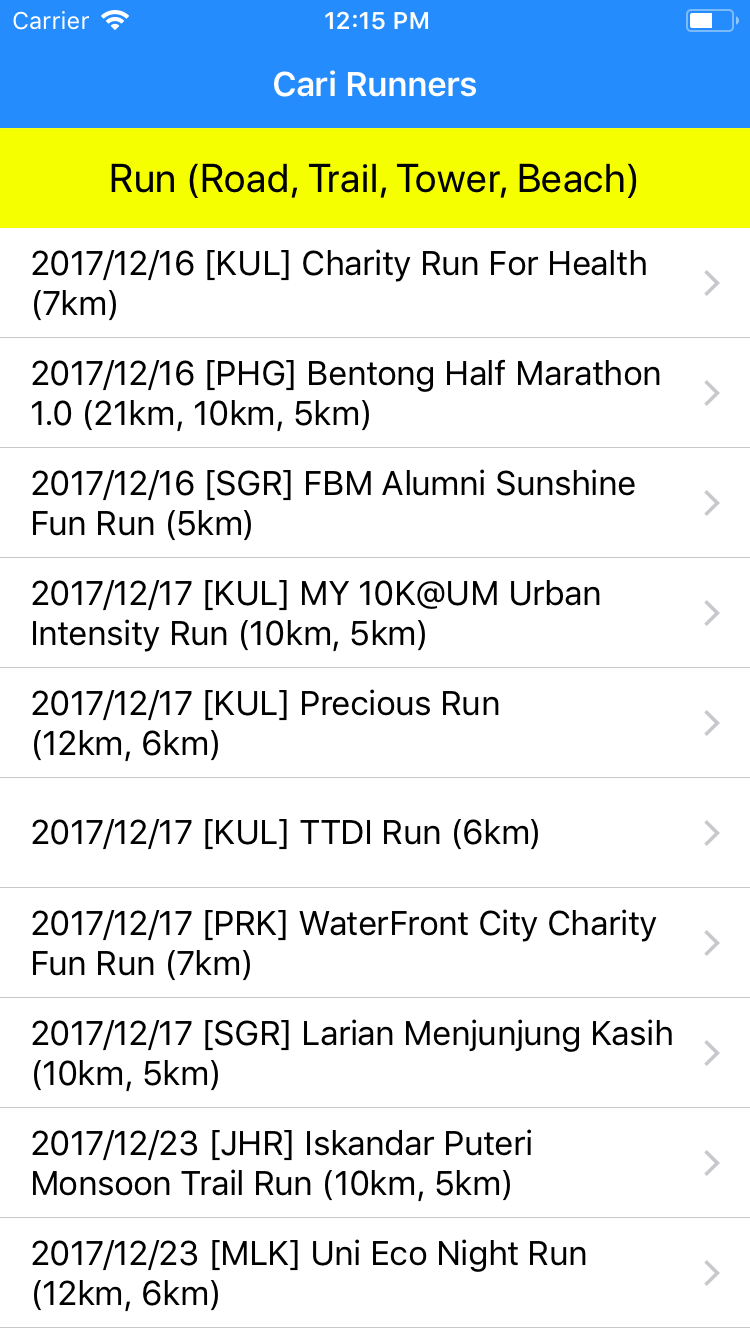 Carrier 12:15 PM
Cari Runners
Run (Road, Trail, Tower, Beach)
2017/12/16 [KUL] Charity Run For Health
(7km)
2017/12/16 [PHG] Bentong Half Marathon
1.0 (21km, 10km, 5km)
2017/12/16 [SGR] FBM Alumni Sunshine
Fun Run (5km)
2017/12/17 [KUL] MY 10K@UM Urban
Intensity Run (10km, 5km)
2017/12/17 [KUL] Precious Run
(12km, 6km)
2017/12/17 [KUL] TTDI Run (6km)
2017/12/17 [PRK] WaterFront City Charity
Fun Run (7km)
2017/12/17 [SGR] Larian Menjunjung Kasih
(10km, 5km)
2017/12/23 [JHR] Iskandar Puteri
Monsoon Trail Run (10km, 5km)
2017/12/23 [MLK] Uni Eco Night Run
(12km, 6km)